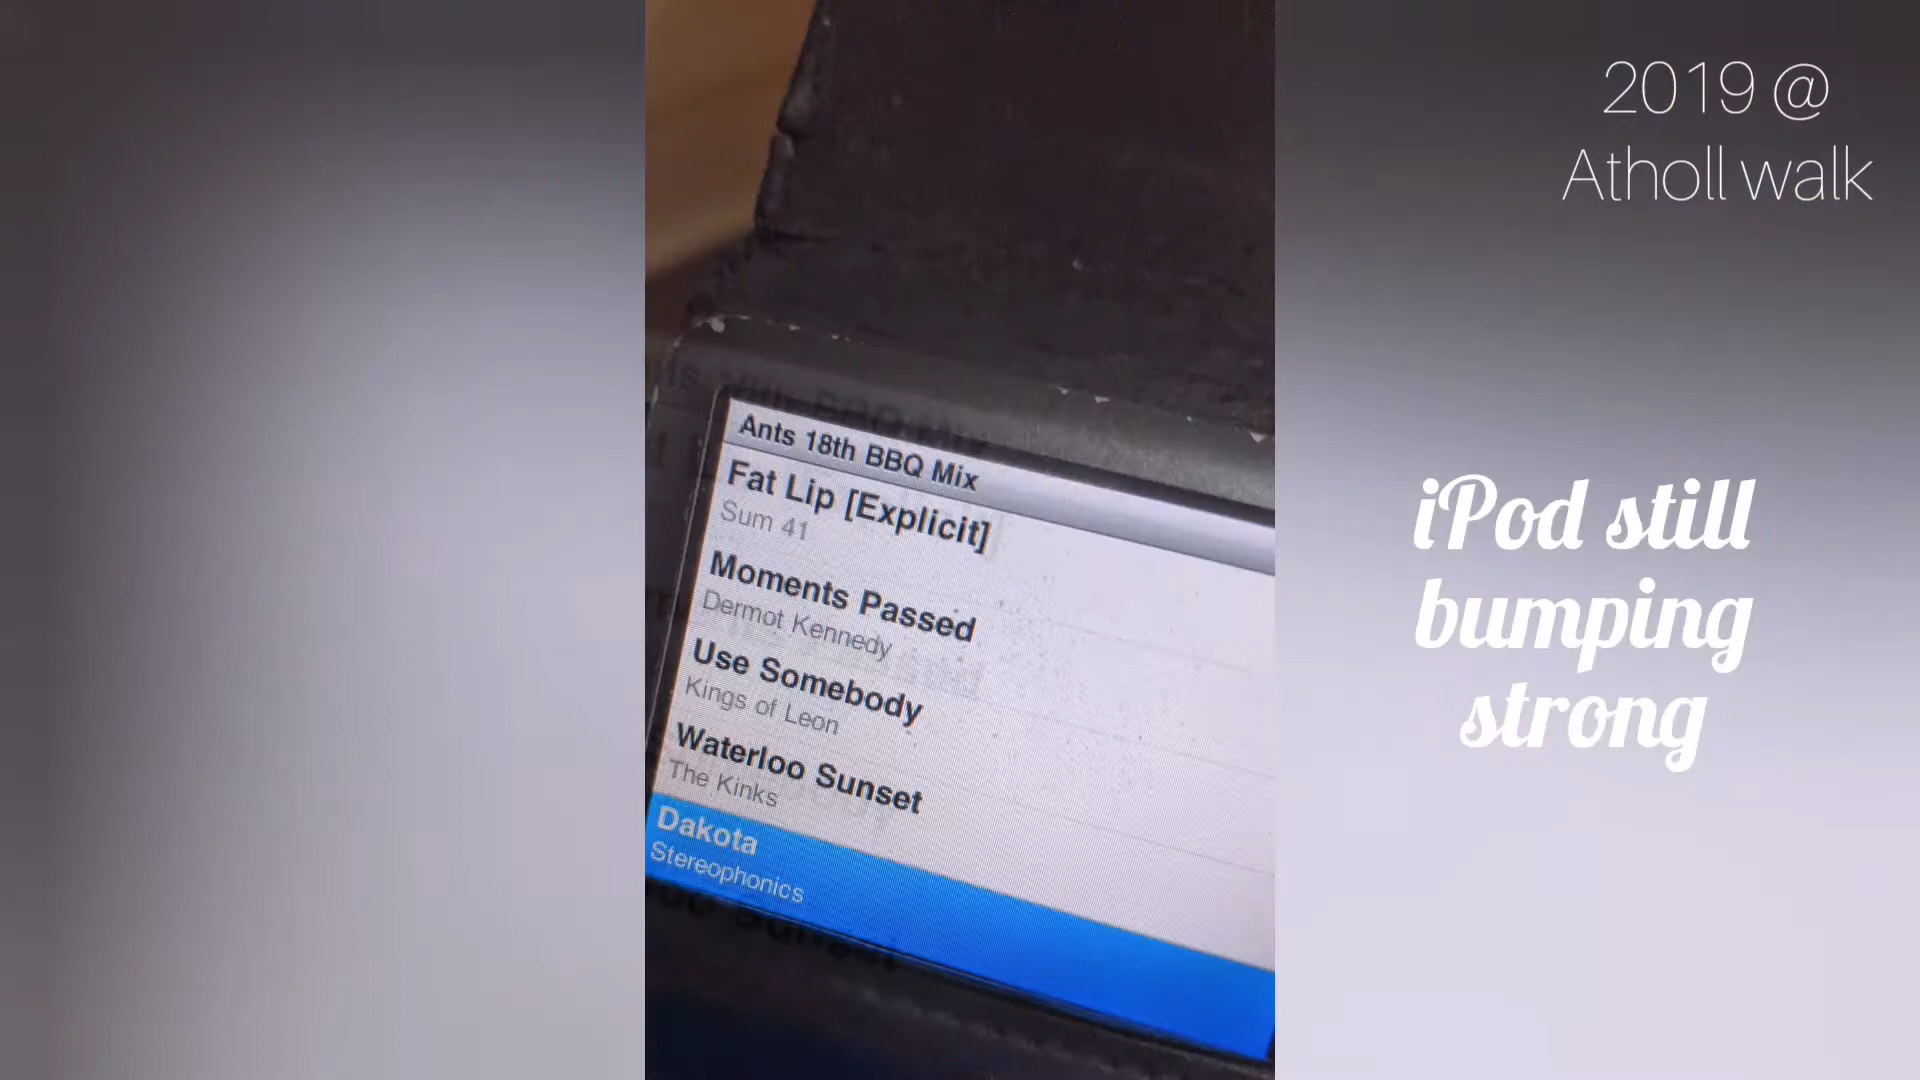 2019 @
Atholl walk
Ants 18th BBQ Mix
Fat Lip [Explicit]
Sum 41
Moments Passed
Dermot Kennedy
Use Somebody
Kings of Leon
Waterloo Sunset
The Kinks
Dakota
Stereophonics
iPod still
bumping
strong